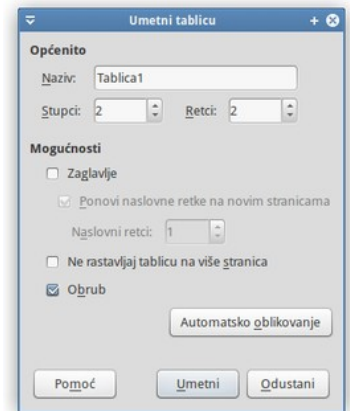 Umetni tablicu
Općenito
Naziv: Tablica1
Stupci: 2 Retci: 2
Mogućnosti
Zaglavlje
Ponovi naslovne retke na novim stranicama
Naslovni retci: 1
Ne rastavljaj tablicu na više stranica
Obrub
Automatsko oblikovanje
Pomoć Umetni Odustani